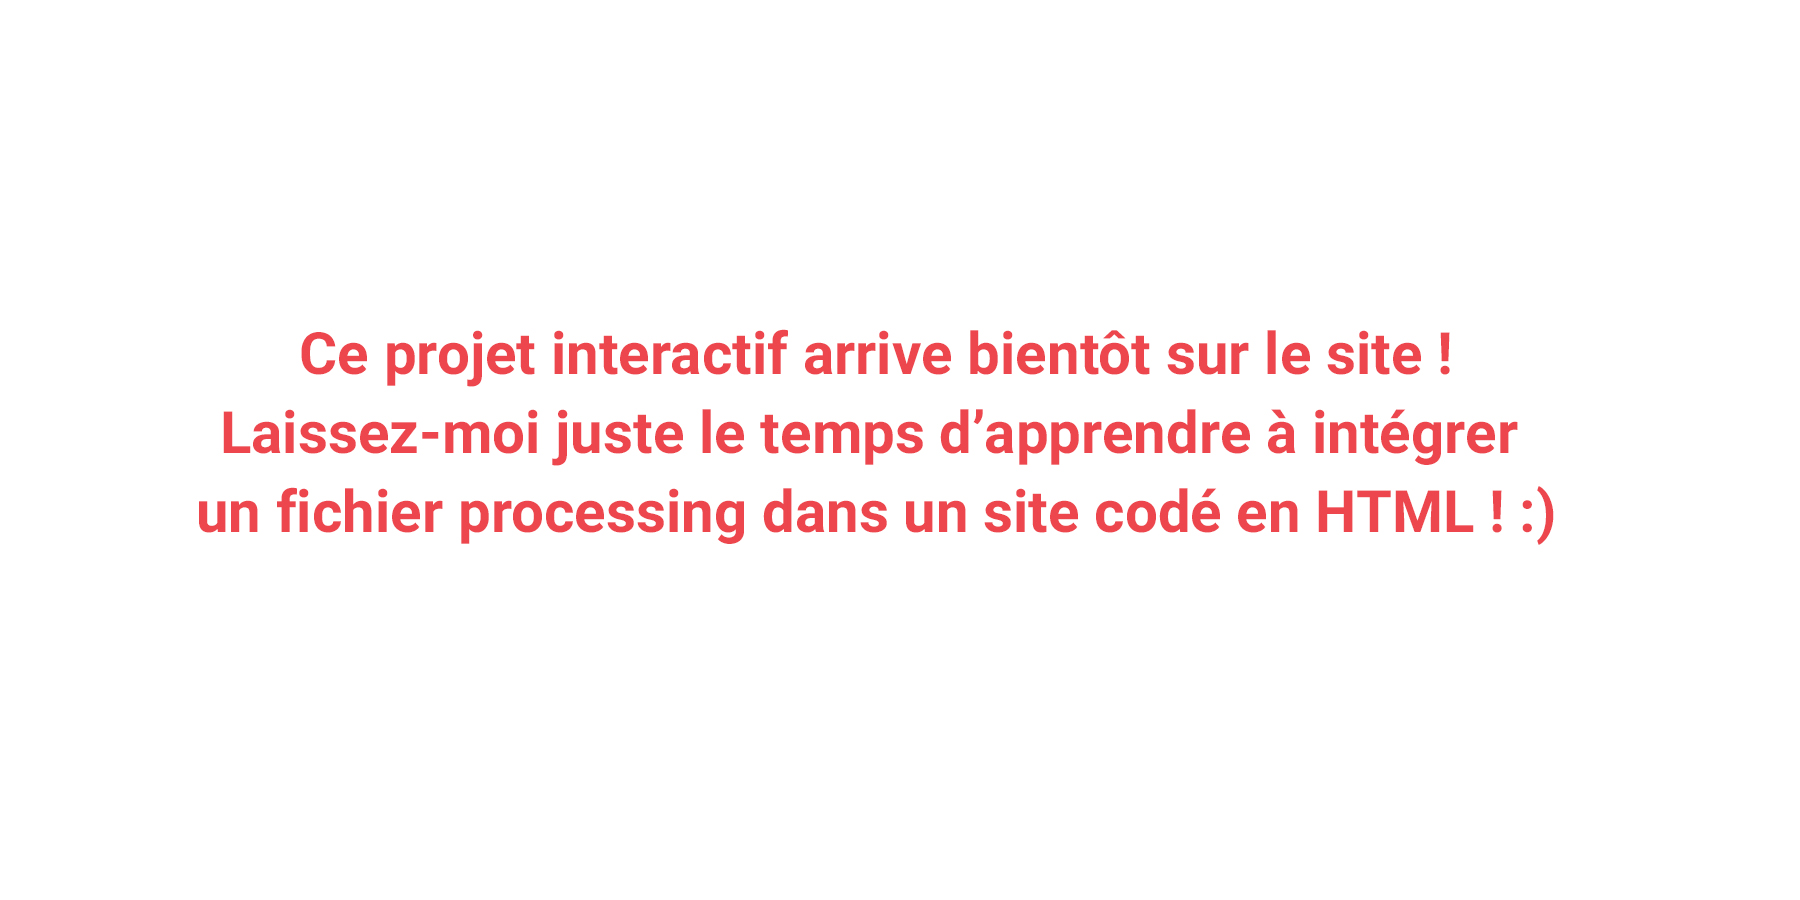 Ce projet interactif arrive bientôt sur le site !
Laissez-moi juste le temps d’apprendre à intégrer
un fichier processing dans un site codé en HTML ! :)